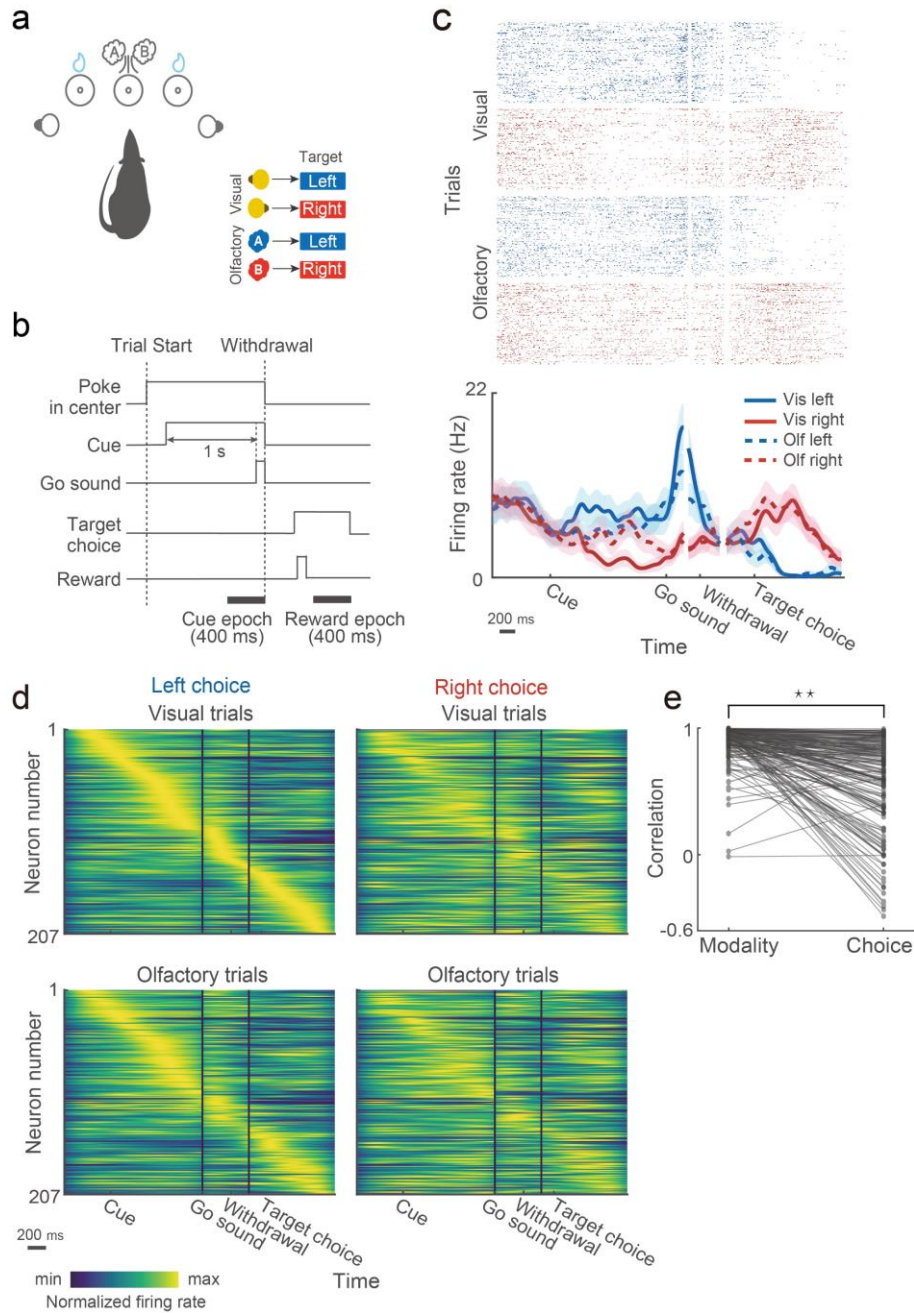 a
A
B
Target
Visual
Left
Right
Olfactory
A
Left
B
Right
b
Trial Start
Withdrawal
Poke
in center
Cue
1 s
Go sound
Target
choice
Reward
Cue epoch
(400 ms)
Reward epoch
(400 ms)
c
Trials
Visual
Olfactory
22
Firing rate (Hz)
0
Vis left
Vis right
Olf left
Olf right
Cue
Go sound
Withdrawal
Target choice
200 ms
Time
d
Left choice
Right choice
Visual trials
Visual trials
1
Neuron number
207
Olfactory trials
Olfactory trials
1
Neuron number
207
Cue
Go sound
Withdrawal
Target choice
Cue
Go sound
Withdrawal
Target choice
200 ms
Time
min
max
Normalized firing rate
e
**
1
Correlation
0
-0.6
Modality
Choice